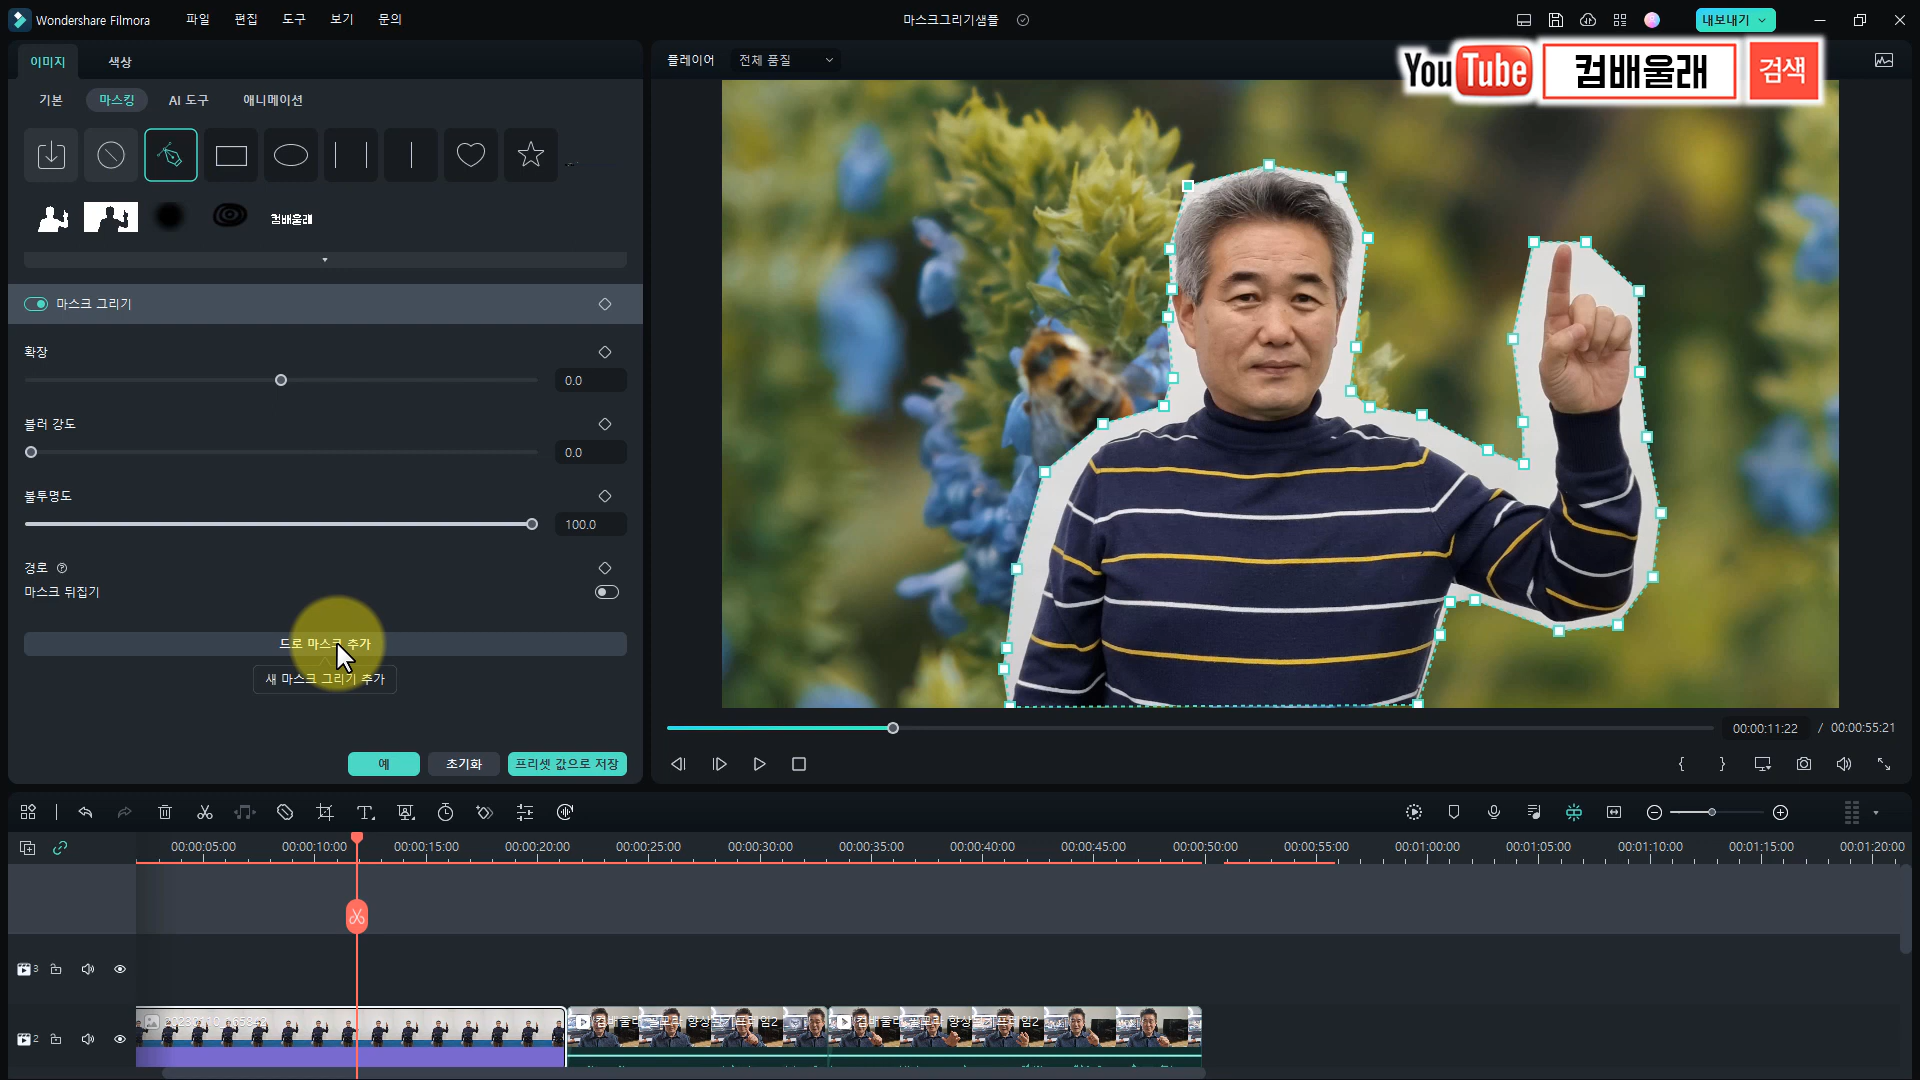 Wondershare Filmora
파일
편집
도구
보기
문의
마스크그리기샘플
내보내기
이미지
색상
플레이어
전체 품질
YouTube 컴배울래 검색
기본
마스킹
AI 도구
애니메이션
컴배울래
마스크 그리기
확장
0.0
블러 강도
0.0
불투명도
100.0
경로
마스크 뒤집기
드로 마스크 추가
새 마스크 그리기 추가
예
초기화
프리셋 값으로 저장
00:00:11:22 / 00:00:55:21
00:00:05:00
00:00:10:00
00:00:15:00
00:00:20:00
00:00:25:00
00:00:30:00
00:00:35:00
00:00:40:00
00:00:45:00
00:00:50:00
00:00:55:00
00:01:00:00
00:01:05:00
00:01:10:00
00:01:15:00
00:01:20:00
3
2